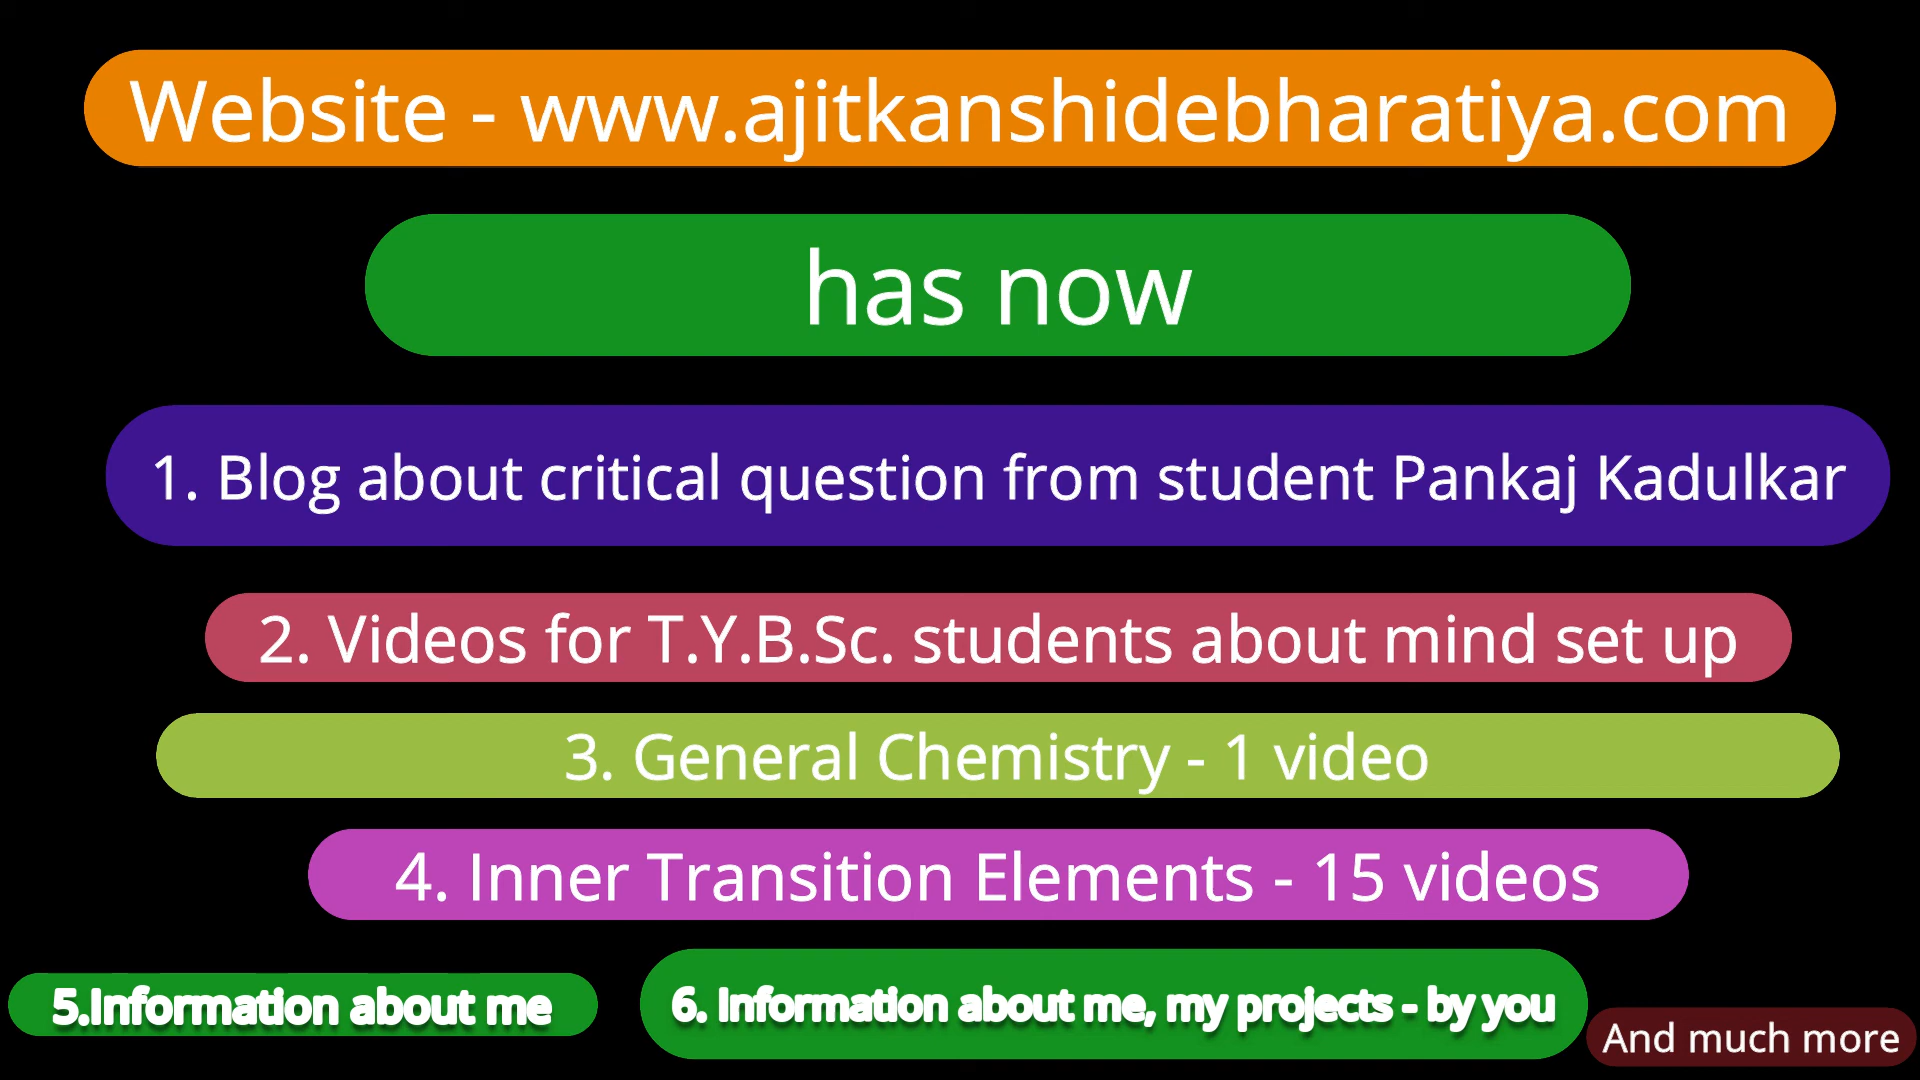 Website - www.ajitkanshidebharatiya.com
has now
1. Blog about critical question from student Pankaj Kadulkar
2. Videos for T.Y.B.Sc. students about mind set up
3. General Chemistry - 1 video
4. Inner Transition Elements - 15 videos
5.Information about me
6. Information about me, my projects - by you
And much more